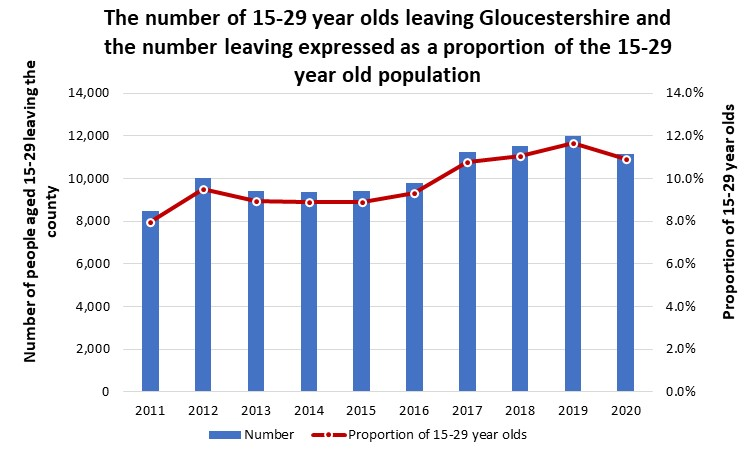 The number of 15-29 year olds leaving Gloucestershire and
the number leaving expressed as a proportion of the 15-29
year old population
Number of people aged 15-29 leaving the
county
14,000
12,000
10,000
8,000
6,000
4,000
2,000
0
14.0%
12.0%
10.0%
8.0%
6.0%
4.0%
2.0%
0.0%
Proportion of 15-29 year olds
2011 2012 2013 2014 2015 2016 2017 2018 2019 2020
Number Proportion of 15-29 year olds